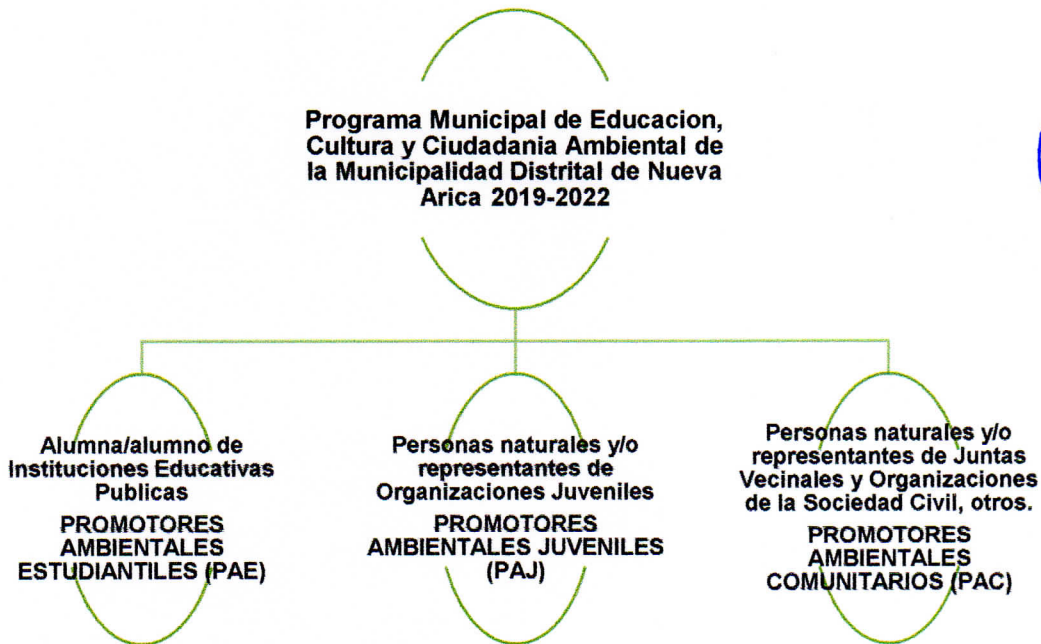 Programa Municipal de Educacion,
Cultura y Ciudadania Ambiental de
la Municipalidad Distrital de Nueva
Arica 2019-2022
Alumna/alumno de
Instituciones Educativas
Publicas
PROMOTORES
AMBIENTALES
ESTUDIANTILES (PAE)
Personas naturales y/o
representantes de
Organizaciones Juveniles
PROMOTORES
AMBIENTALES JUVENILES
(PAJ)
Personas naturales y/o
representantes de Juntas
Vecinales y Organizaciones
de la Sociedad Civil, otros.
PROMOTORES
AMBIENTALES
COMUNITARIOS (PAC)